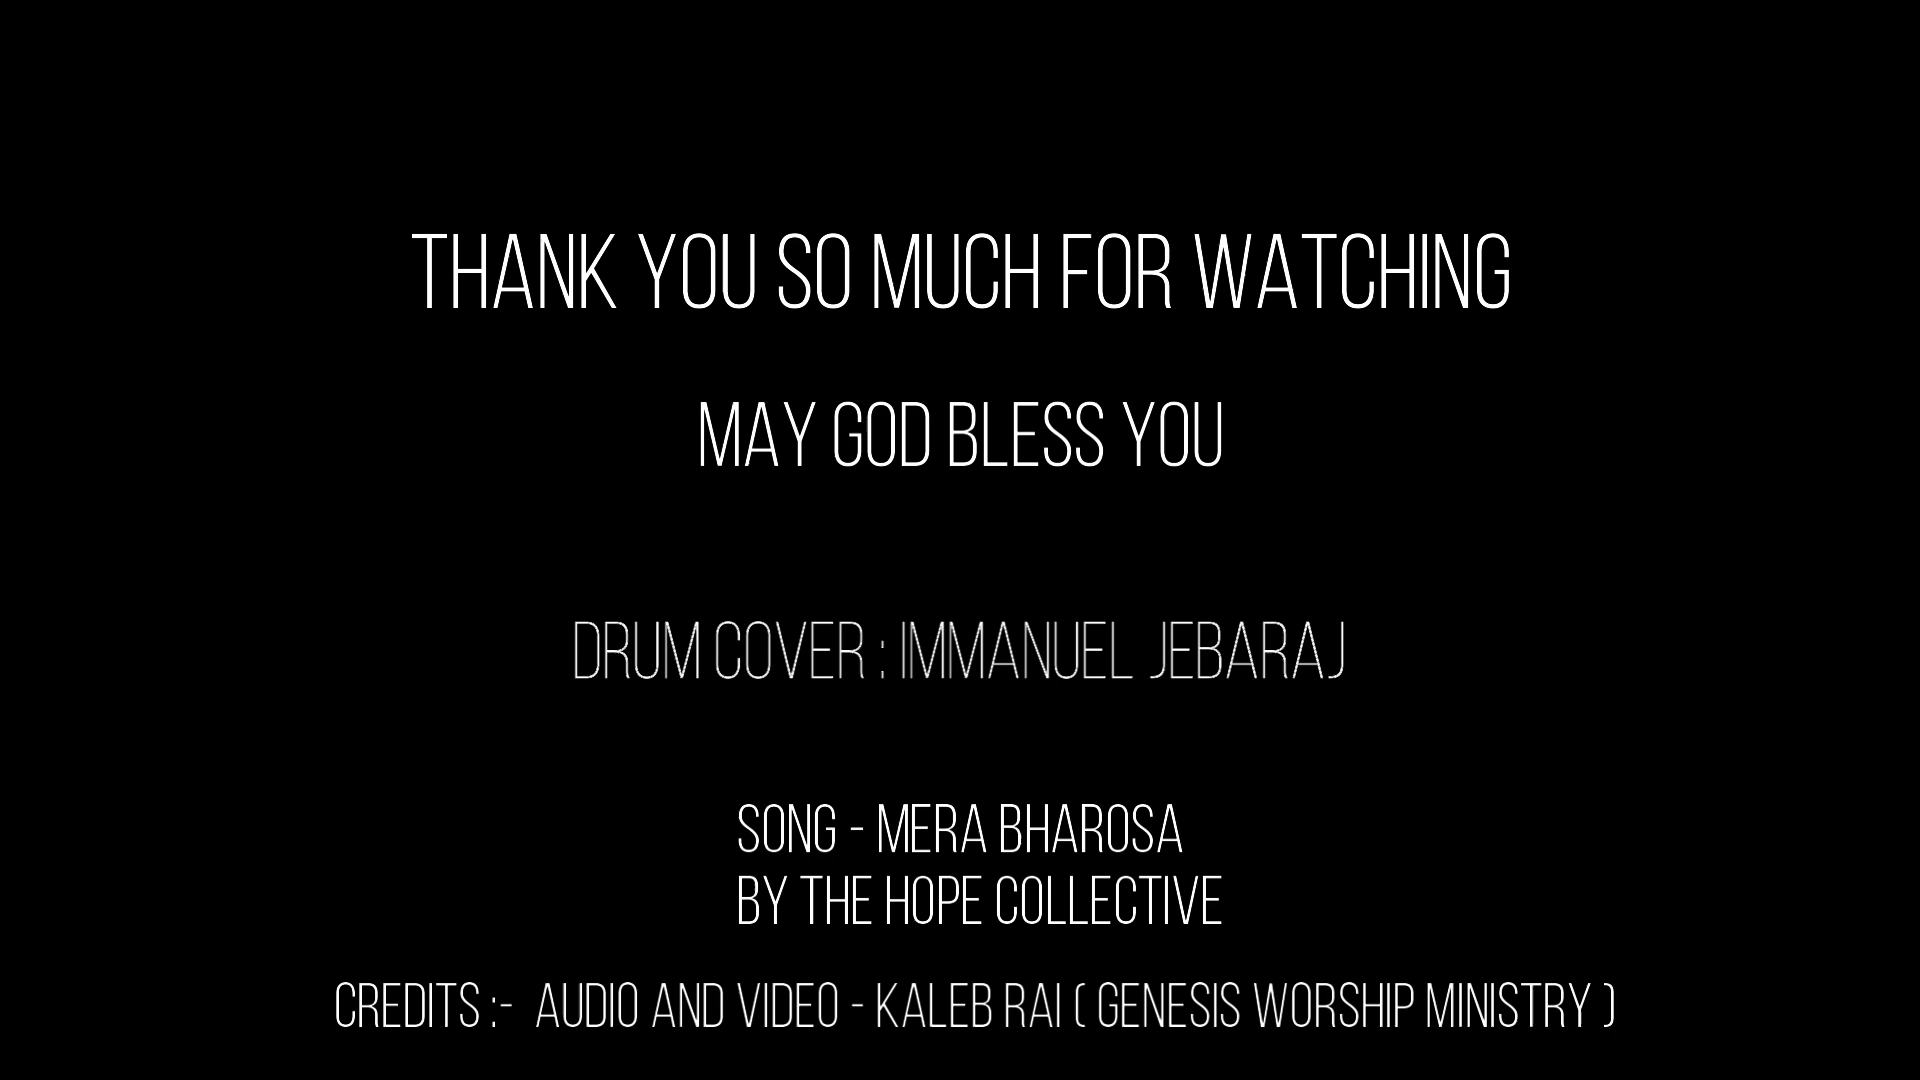 THANK YOU SO MUCH FOR WATCHING
MAY GOD BLESS YOU
DRUM COVER : IMMANUEL JEBARAJ
SONG - MERA BHAROSA
BY THE HOPE COLLECTIVE
CREDITS :- AUDIO AND VIDEO - KALEB RAI ( GENESIS WORSHIP MINISTRY )